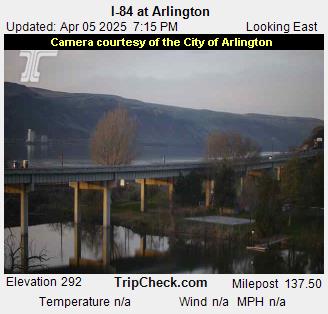 I-84 at Arlington
Updated: Apr 05 2025 7:15 PM Looking East
Camera courtesy of the City of Arlington
Elevation 292 TripCheck.com Milepost 137.50
Temperature n/a Wind n/a MPH n/a